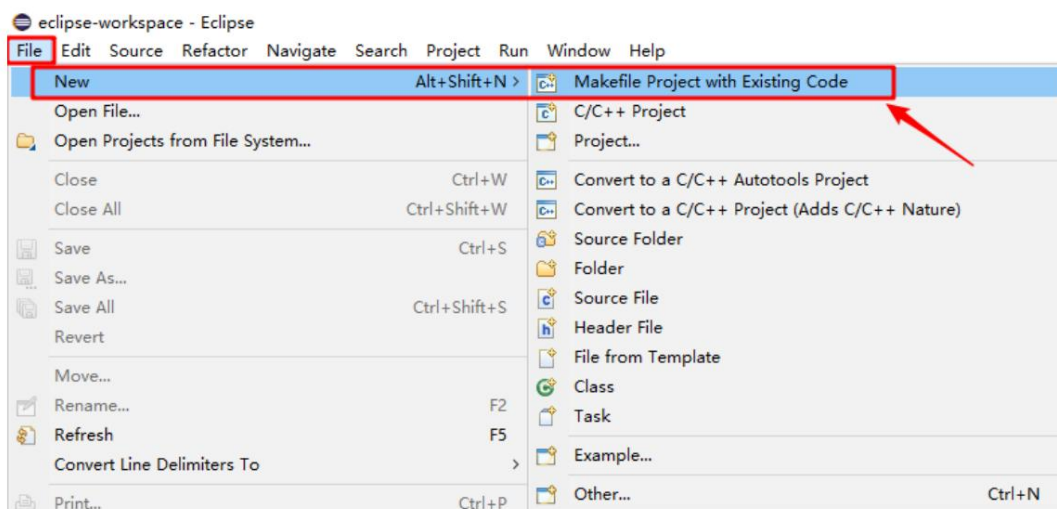 eclipse-workspace - Eclipse
File Edit Source Refactor Navigate Search Project Run Window Help
New Alt+Shift+N >
Open File...
Open Projects from File System...
Close Ctrl+W
Close All Ctrl+Shift+W
Save Ctrl+S
Save As...
Save All Ctrl+Shift+S
Revert
Move...
Rename... F2
Refresh F5
Convert Line Delimiters To >
Print... Ctrl+P
Makefile Project with Existing Code
C/C++ Project
Project...
Convert to a C/C++ Autotools Project
Convert to a C/C++ Project (Adds C/C++ Nature)
Source Folder
Folder
Source File
Header File
File from Template
Class
Task
Example...
Other... Ctrl+N